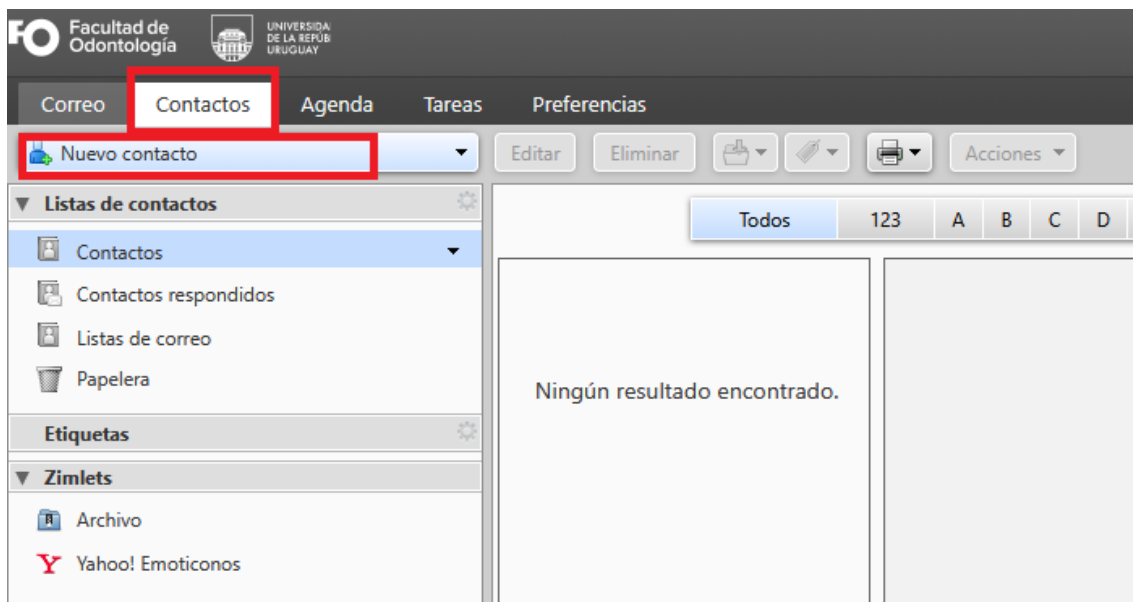 FO Facultad de
Odontología
UNIVERSIDA
DE LA REPÚB
URUGUAY
Correo Contactos Agenda Tareas Preferencias
Nuevo contacto Editar Eliminar Acciones
Listas de contactos
Todos 123 A B C D
Contactos
Contactos respondidos
Listas de correo
Papelera
Ningún resultado encontrado.
Etiquetas
Zimlets
Archivo
Yahoo! Emoticonos